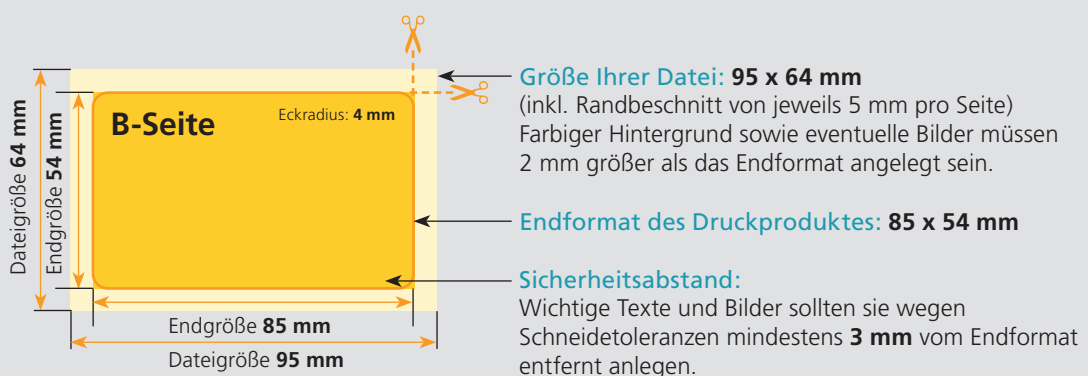 B-Seite
Eckradius: 4 mm
Dateigröße 64 mm
Endgröße 54 mm
Endgröße 85 mm
Dateigröße 95 mm
Größe Ihrer Datei: 95 x 64 mm
(inkl. Randbeschnitt von jeweils 5 mm pro Seite)
Farbiger Hintergrund sowie eventuelle Bilder müssen
2 mm größer als das Endformat angelegt sein.
Endformat des Druckproduktes: 85 x 54 mm
Sicherheitsabstand:
Wichtige Texte und Bilder sollten sie wegen
Schneidetoleranzen mindestens 3 mm vom Endformat
entfernt anlegen.